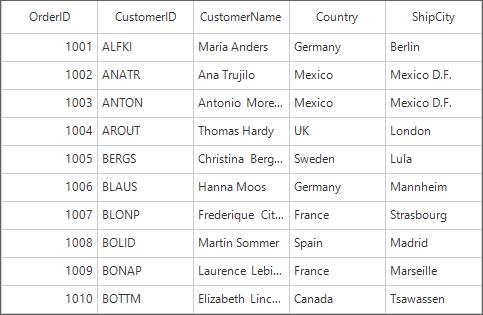 OrderID CustomerID CustomerName Country ShipCity
1001 ALFKI Maria Anders Germany Berlin
1002 ANATR Ana Trujilo Mexico Mexico D.F.
1003 ANTON Antonio More... Mexico Mexico D.F.
1004 AROUT Thomas Hardy UK London
1005 BERGS Christina Berg... Sweden Lula
1006 BLAUS Hanna Moos Germany Mannheim
1007 BLONP Frederique Cit... France Strasbourg
1008 BOLID Martin Sommer Spain Madrid
1009 BONAP Laurence Lebi... France Marseille
1010 BOTTM Elizabeth Linc... Canada Tsawassen